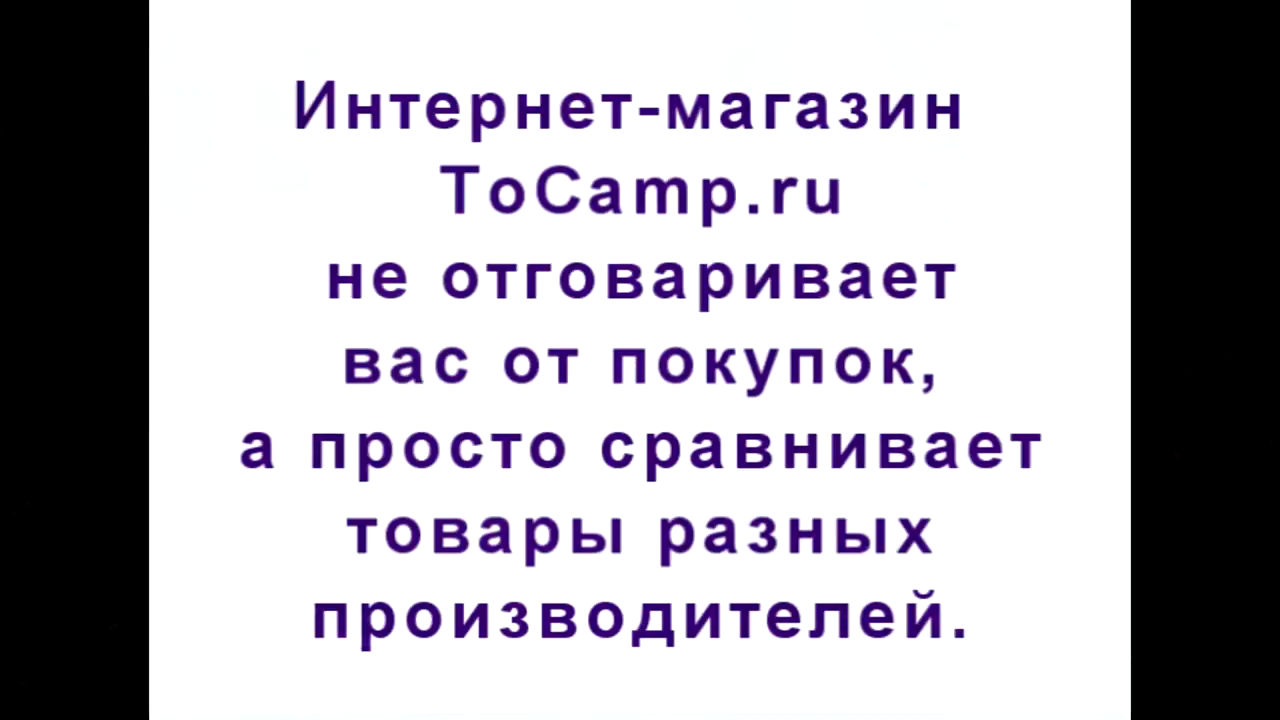 Интернет-магазин
ToCamp.ru
не отговаривает
вас от покупок,
а просто сравнивает
товары разных
производителей.